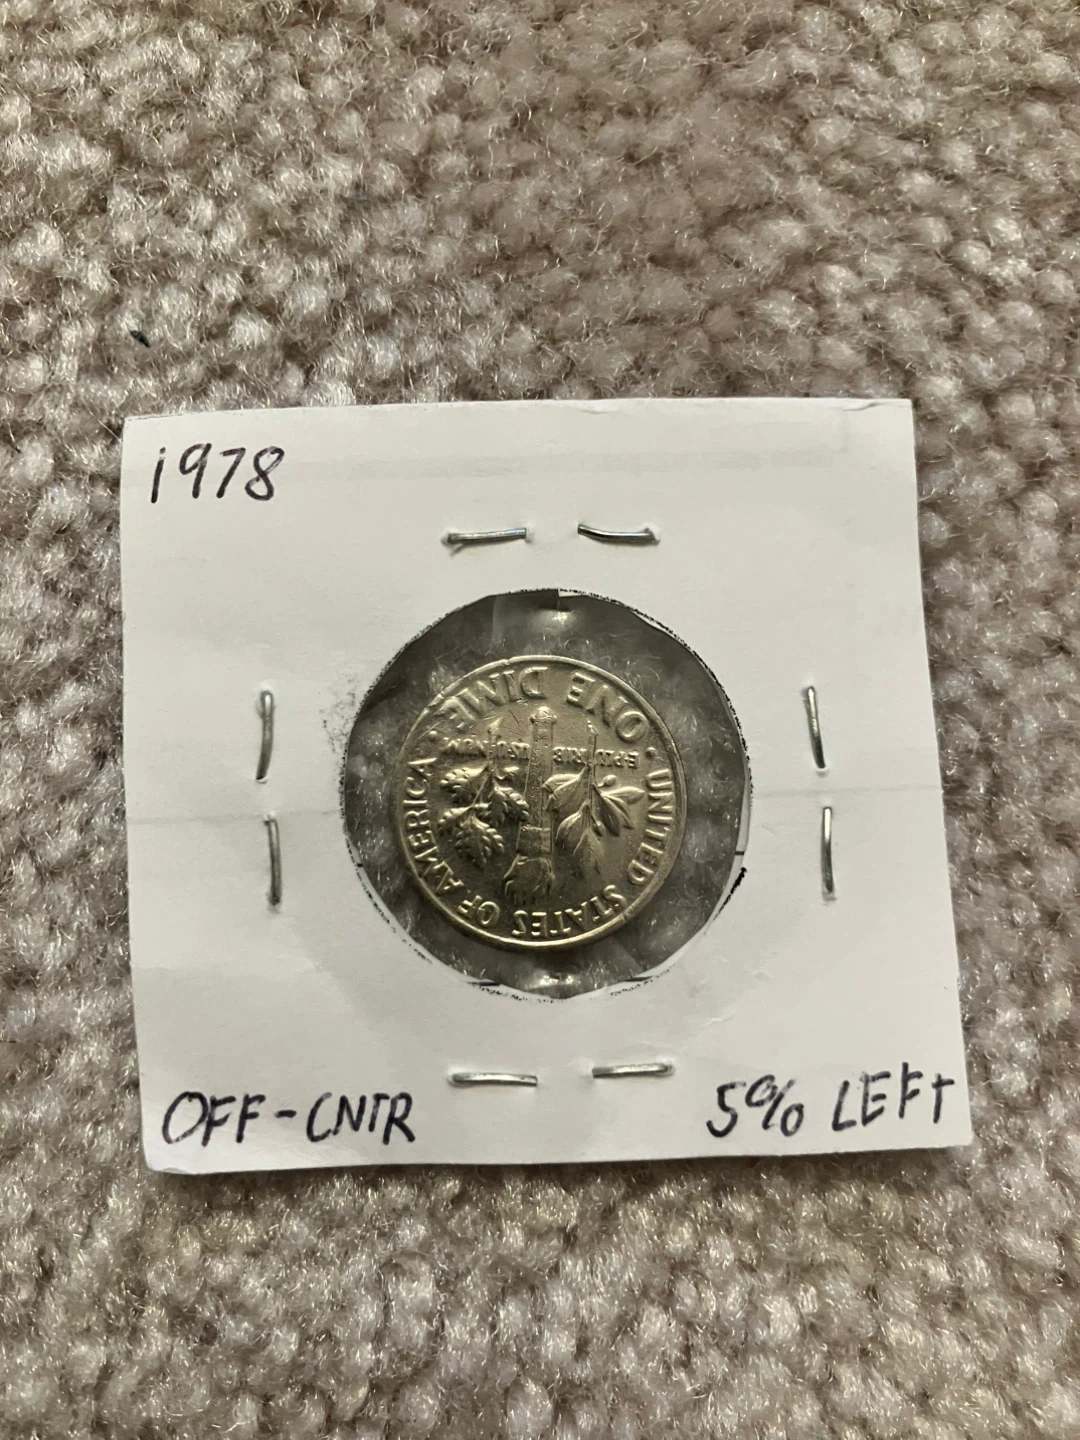 1978
ONE DIME
E·PLURIBUS·UNUM
· UNITED STATES OF AMERICA ·
OFF-CNTR
5% LEFT